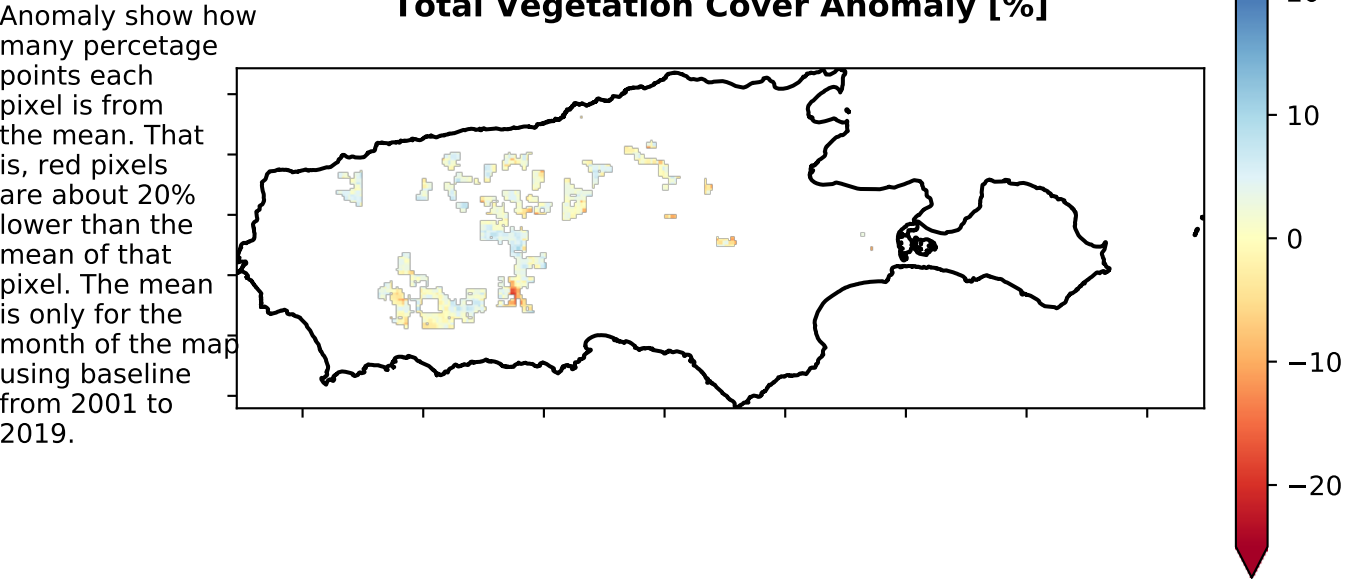 Total Vegetation Cover Anomaly [%]
Anomaly show how
many percetage
points each
pixel is from
the mean. That
is, red pixels
are about 20%
lower than the
mean of that
pixel. The mean
is only for the
month of the map
using baseline
from 2001 to
2019.
10
0
−10
−20